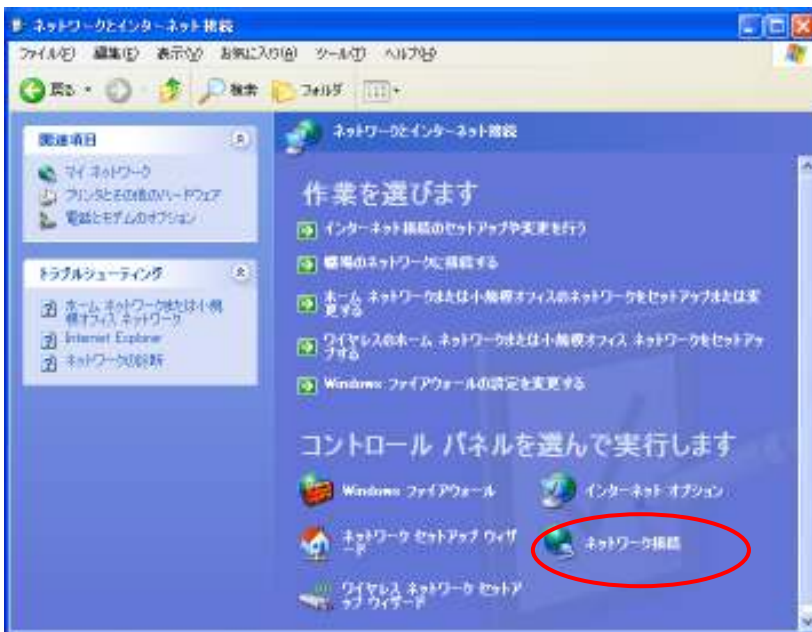 ネットワークとインターネット接続
ファイル(F) 編集(E) 表示(V) お気に入り(A) ツール(T) ヘルプ(H)
戻る 検索 フォルダ
関連項目
マイ ネットワーク
プリンタとその他のハードウェア
電話とモデムのオプション
トラブルシューティング
ホーム ネットワークまたは小規
模オフィス ネットワーク
Internet Explorer
ネットワークの診断
ネットワークとインターネット接続
作業を選びます
インターネット接続のセットアップや変更を行う
職場のネットワークに接続する
ホーム ネットワークまたは小規模オフィスのネットワークをセットアップまたは変
更する
ワイヤレスのホーム ネットワークまたは小規模オフィス ネットワークをセットアッ
プする
Windows ファイアウォールの設定を変更する
コントロール パネルを選んで実行します
Windows ファイアウォール
インターネット オプション
ネットワーク セットアップ ウィザ
ード
ネットワーク接続
ワイヤレス ネットワーク セットア
ップ ウィザード